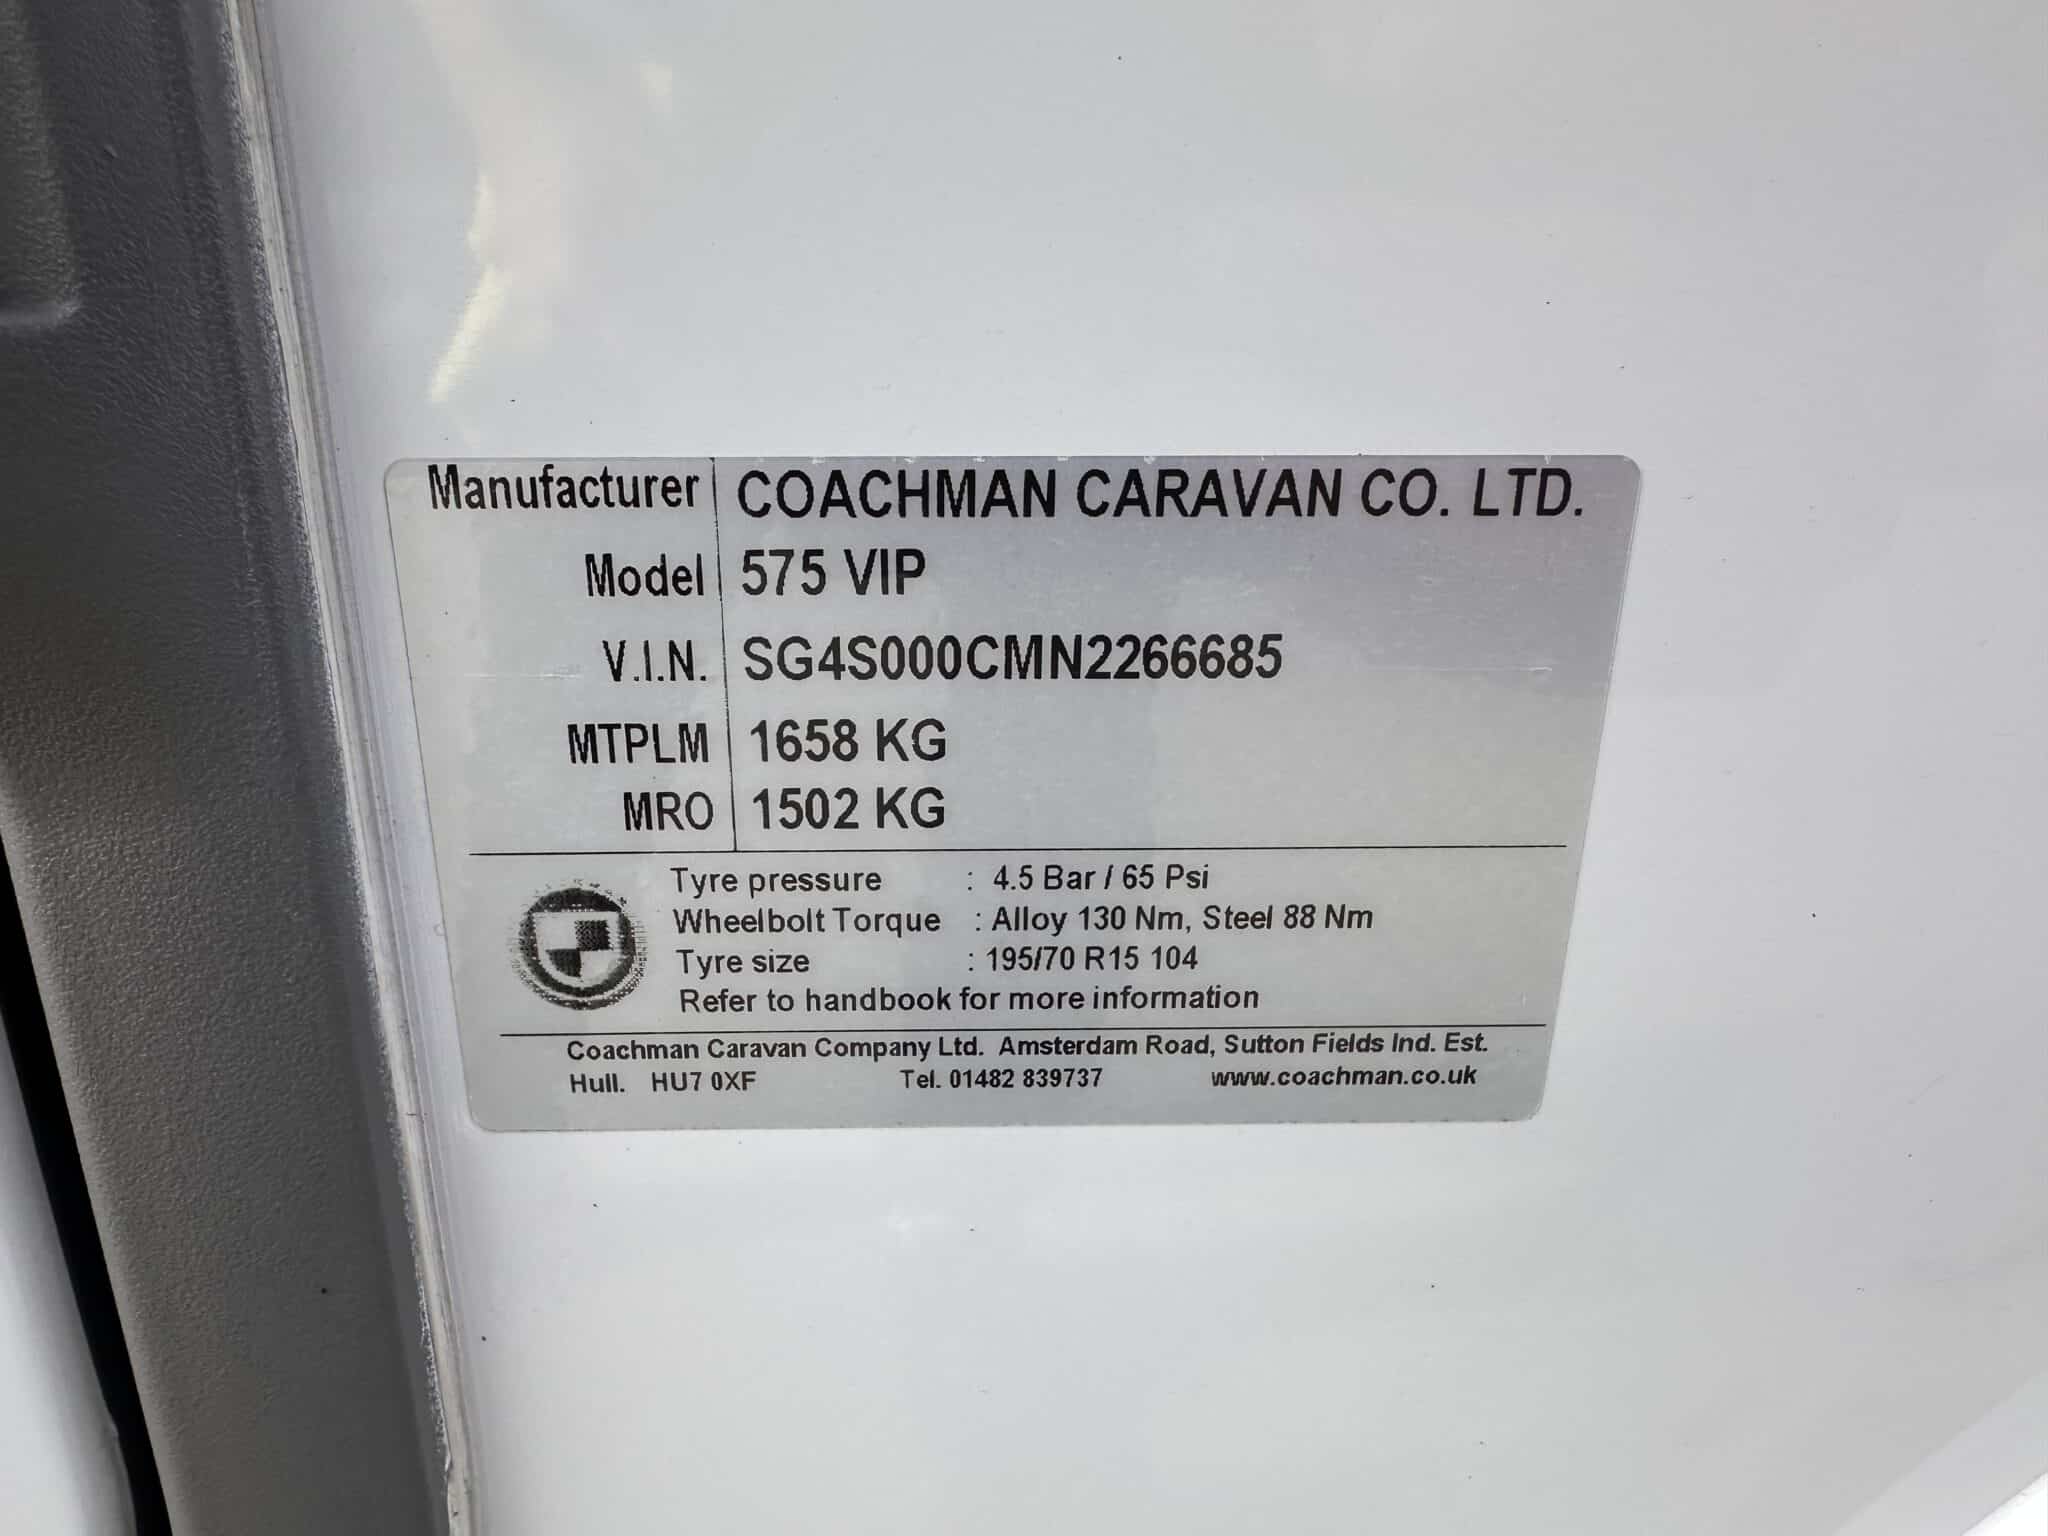 Manufacturer COACHMAN CARAVAN CO. LTD.
Model 575 VIP
V.I.N. SG4S000CMN2266685
MTPLM 1658 KG
MRO 1502 KG
Tyre pressure : 4.5 Bar / 65 Psi
Wheelbolt Torque : Alloy 130 Nm, Steel 88 Nm
Tyre size : 195/70 R15 104
Refer to handbook for more information
Coachman Caravan Company Ltd. Amsterdam Road, Sutton Fields Ind. Est.
Hull. HU7 0XF Tel. 01482 839737 www.coachman.co.uk